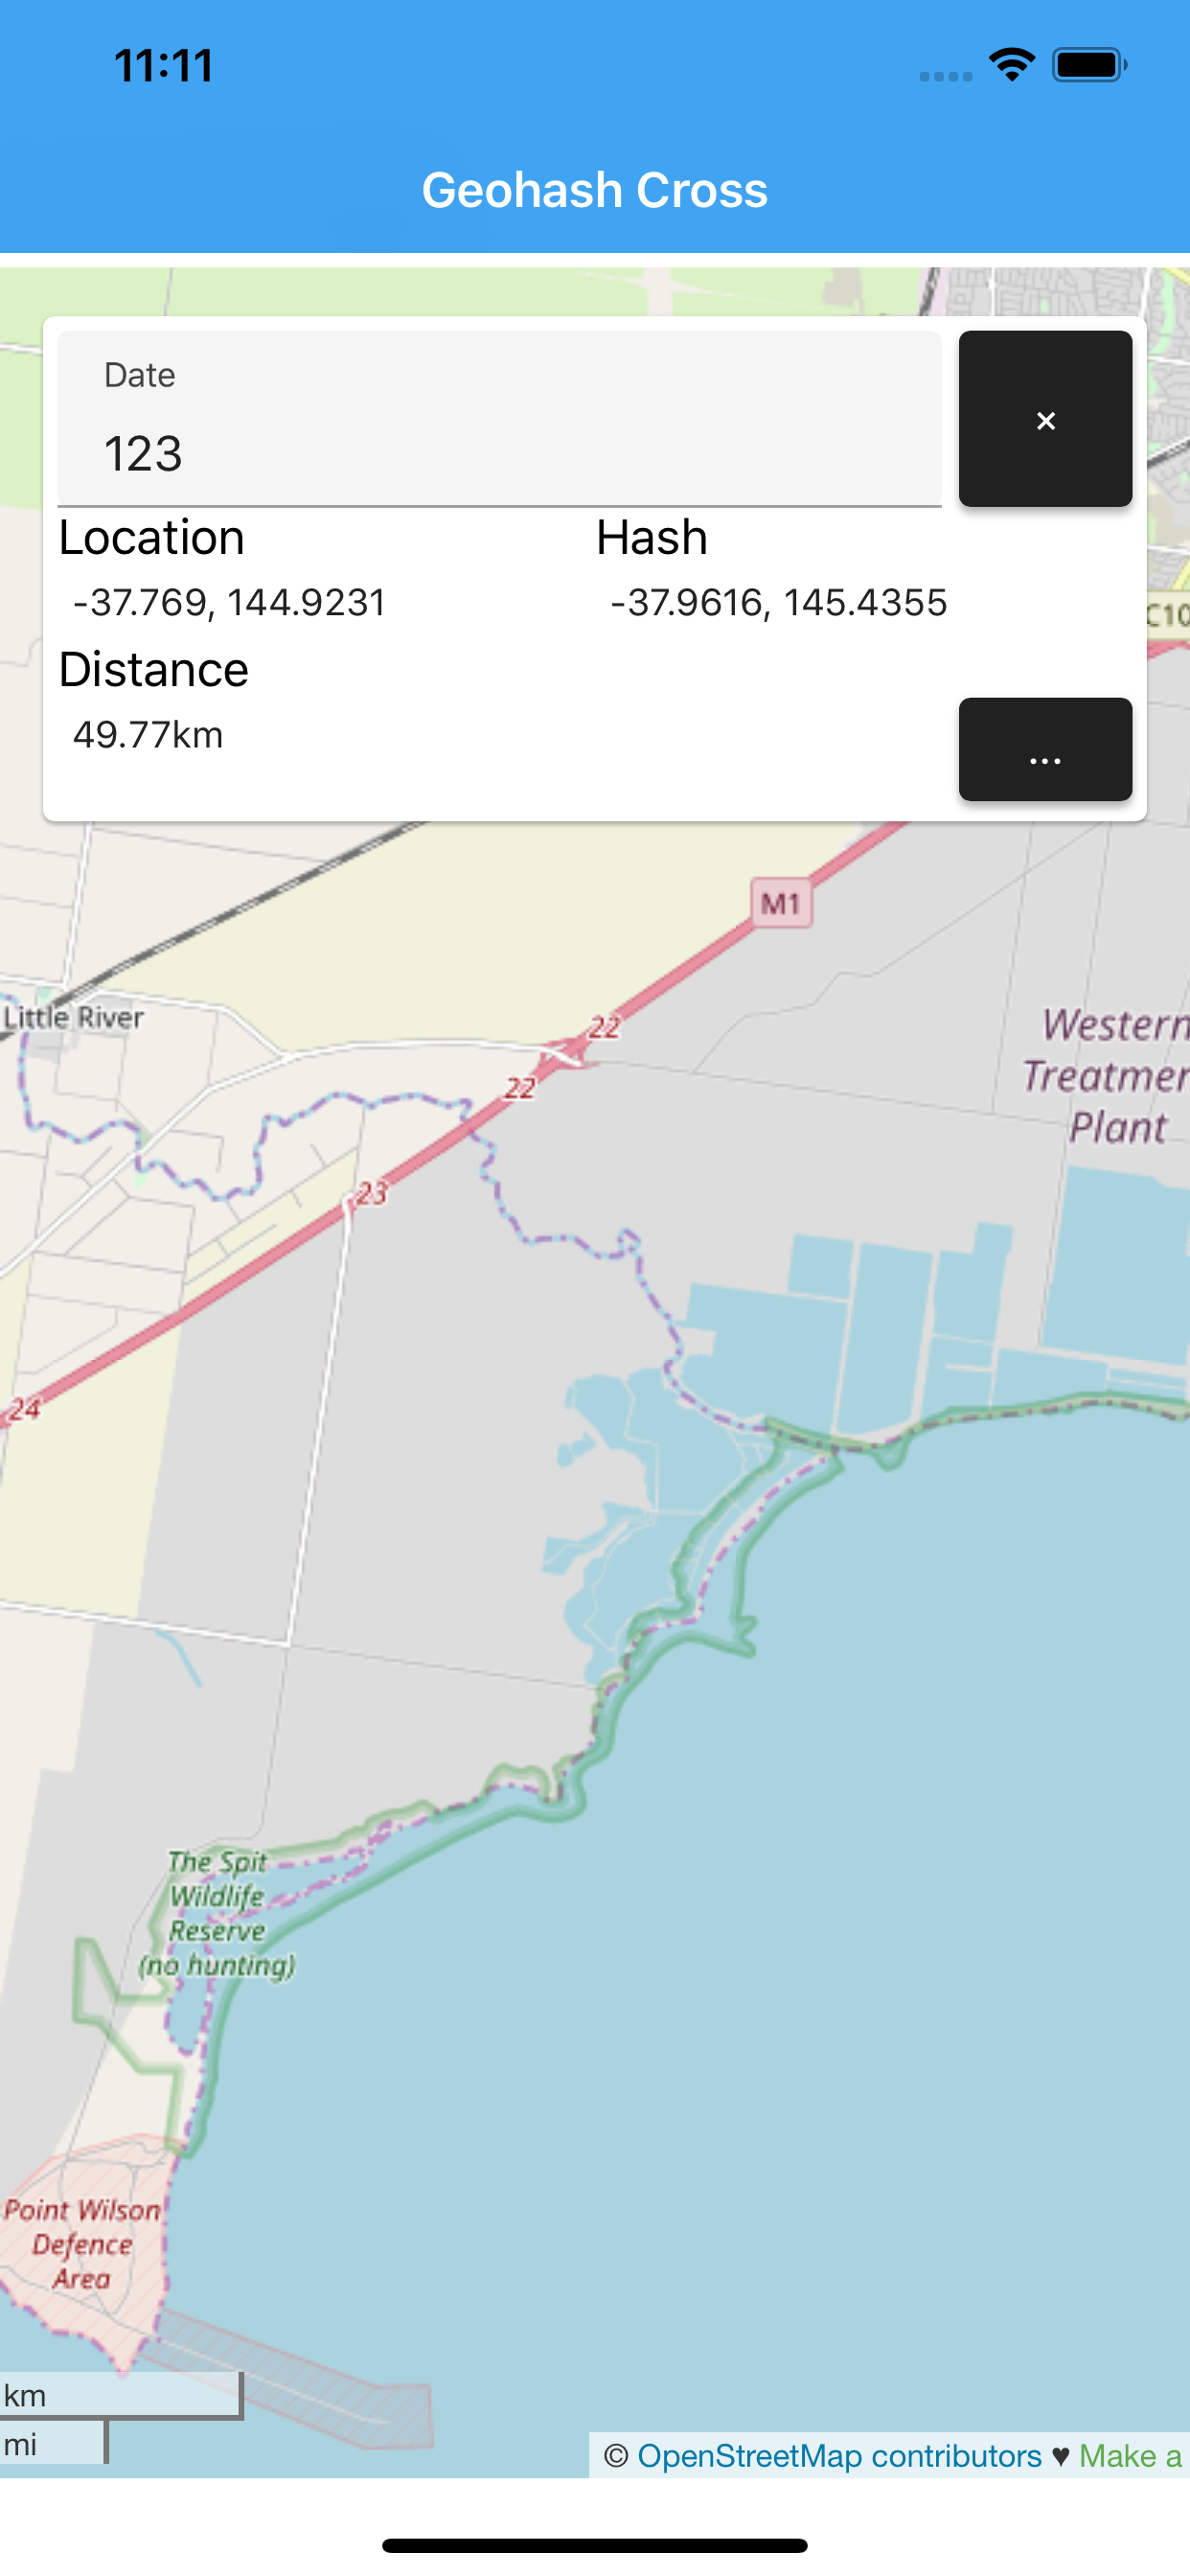 11:11
Geohash Cross
Date
123
×
Location
Hash
-37.769, 144.9231
-37.9616, 145.4355
Distance
49.77km
...
C10
M1
Little River
22
22
Western
Treatmen
Plant
23
24
The Spit
Wildlife
Reserve
(no hunting)
Point Wilson
Defence
Area
km
mi
© OpenStreetMap contributors ♥ Make a